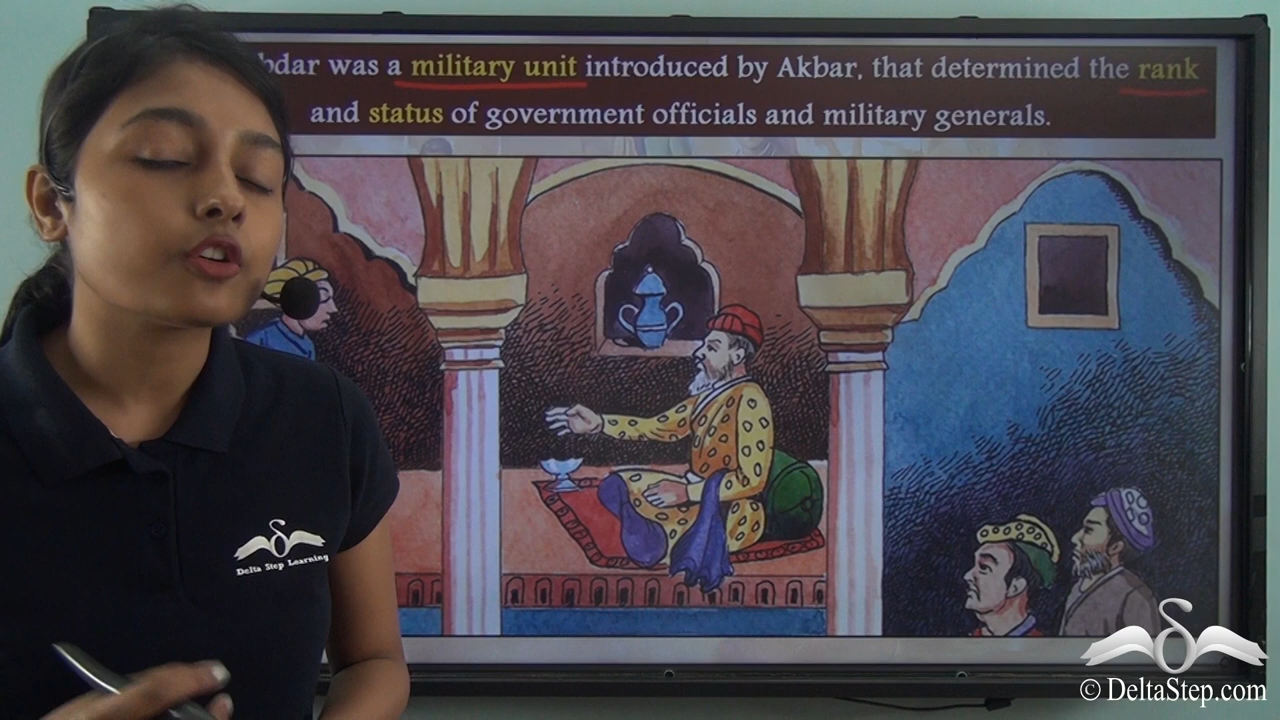 bdar was a military unit introduced by Akbar, that determined the rank
and status of government officials and military generals.
Delta Step Learning
© DeltaStep.com